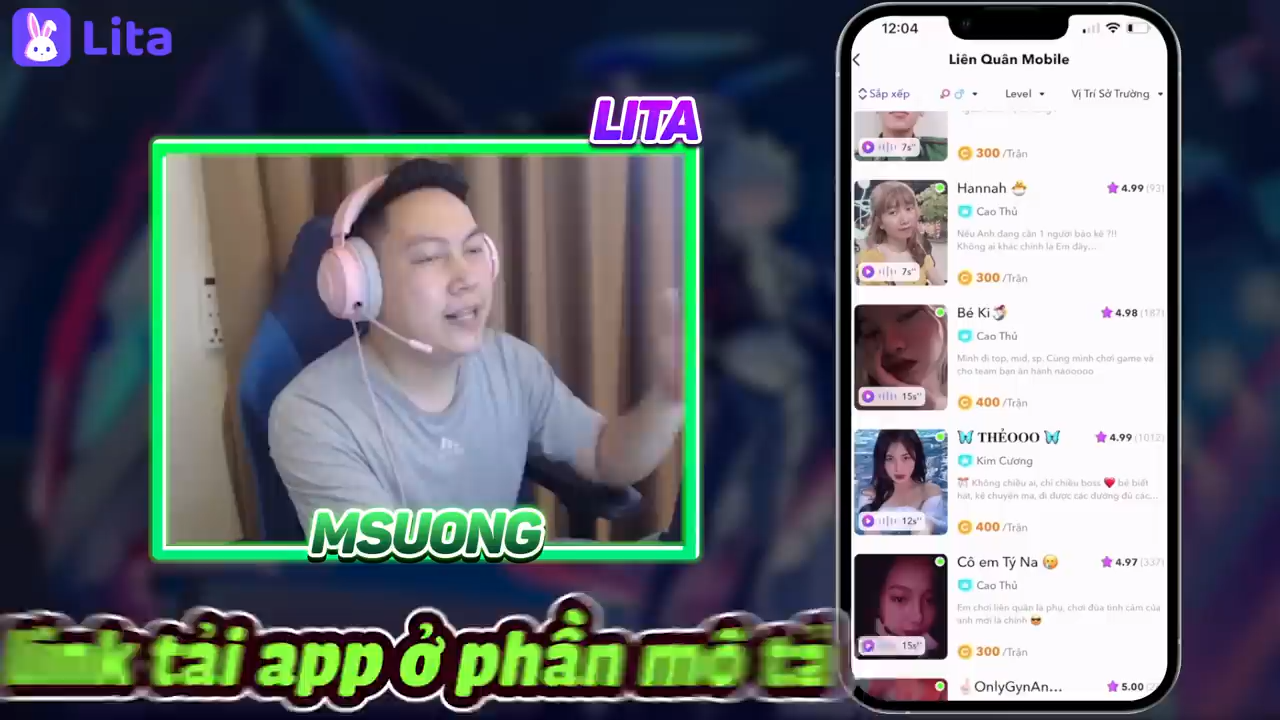 Lita
LITA
MSUONG
link tải app ở phần mô tả
12:04
Liên Quân Mobile
Sắp xếp
Level
Vị Trí Sở Trường
7s"
300 /Trận
Hannah
4.99 (93)
Cao Thủ
Nếu Anh đang cần 1 người bảo kê ?!!
Không ai khác chính là Em đây...
7s"
300 /Trận
Bé Ki
4.98 (187)
Cao Thủ
Mình đi top, mid, sp. Cùng mình chơi game và
cho team bạn ăn hành naooooo
15s"
400 /Trận
THẺOOO
4.99 (1012)
Kim Cương
Không chiều ai, chỉ chiều boss ❤ bé biết
hát, kể chuyện ma, đi được các đường đủ các...
12s"
400 /Trận
Cô em Tý Na
4.97 (337)
Cao Thủ
Em chơi liên quân là phụ, chơi đùa tình cảm của
anh mới là chính
15s"
300 /Trận
OnlyGynAn...
5.00